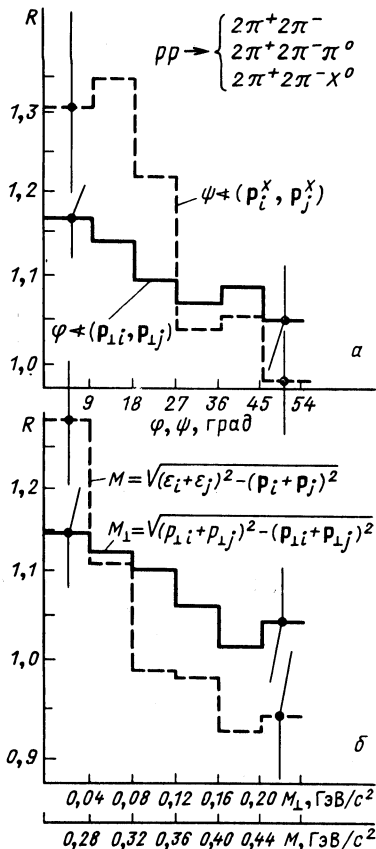 R
pp → { 2π⁺2π⁻
2π⁺2π⁻π⁰
2π⁺2π⁻X⁰
1,3
1,2
ψ∢(pᵢˣ, pⱼˣ)
1,1
φ∢(p⊥ᵢ, p⊥ⱼ)
1,0
а
9 18 27 36 45 54
φ, ψ, град
R
M = √(εᵢ+εⱼ)²−(pᵢ+pⱼ)²
1,2
M⊥=√(p⊥ᵢ+p⊥ⱼ)²−(p⊥ᵢ+p⊥ⱼ)²
1,1
1,0
0,9
б
0,04 0,08 0,12 0,16 0,20 M⊥, ГэВ/c²
0,28 0,32 0,36 0,40 0,44 M, ГэВ/c²